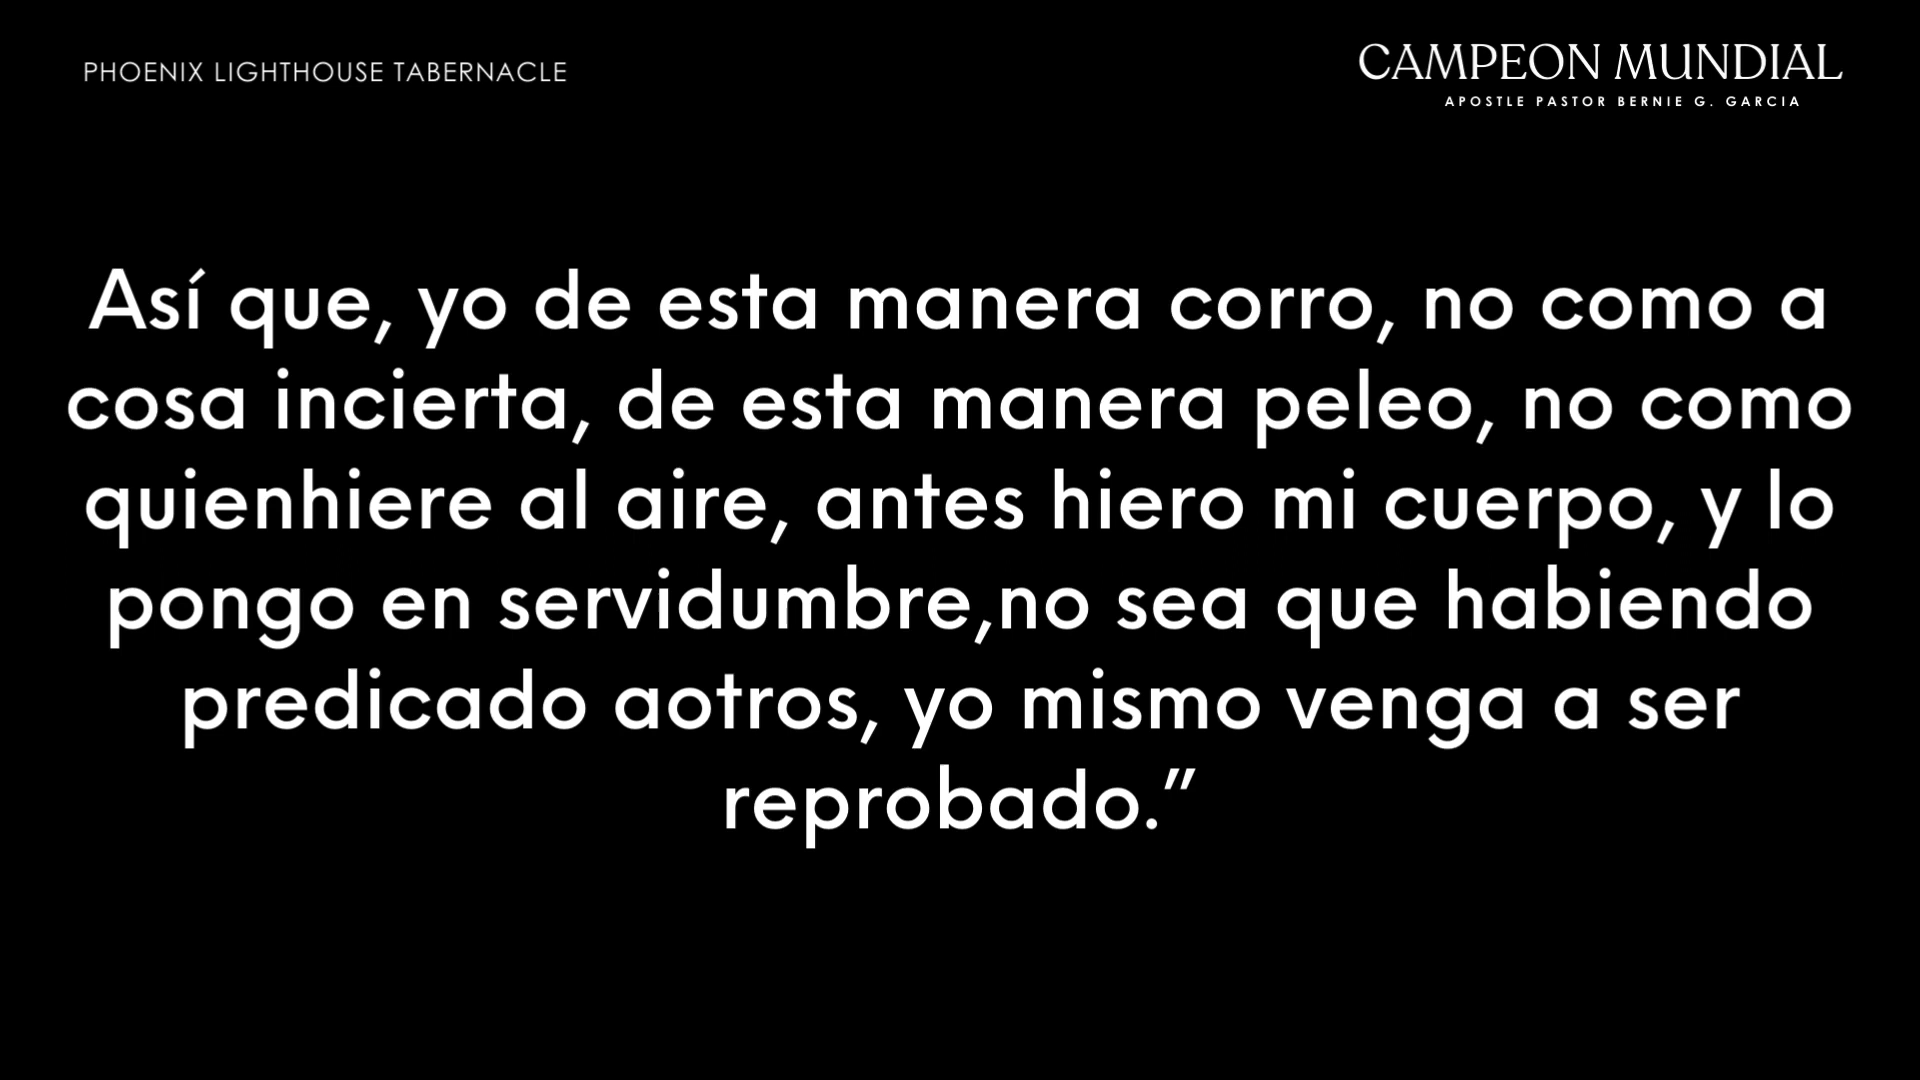 PHOENIX LIGHTHOUSE TABERNACLE
CAMPEON MUNDIAL
APOSTLE PASTOR BERNIE G. GARCIA
Así que, yo de esta manera corro, no como a
cosa incierta, de esta manera peleo, no como
quienhiere al aire, antes hiero mi cuerpo, y lo
pongo en servidumbre,no sea que habiendo
predicado aotros, yo mismo venga a ser
reprobado.”